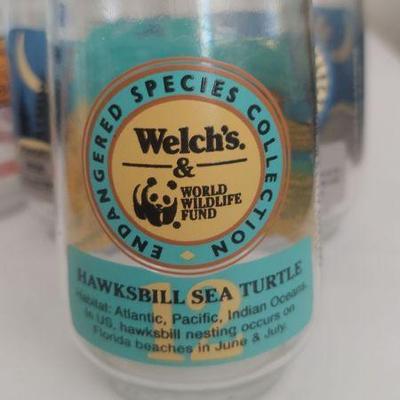 ENDANGERED SPECIES COLLECTION
Welch's.
&
WORLD
WILDLIFE
FUND
12
HAWKSBILL SEA TURTLE
Habitat: Atlantic, Pacific, Indian Oceans.
In US, hawksbill nesting occurs on
Florida beaches in June & July.